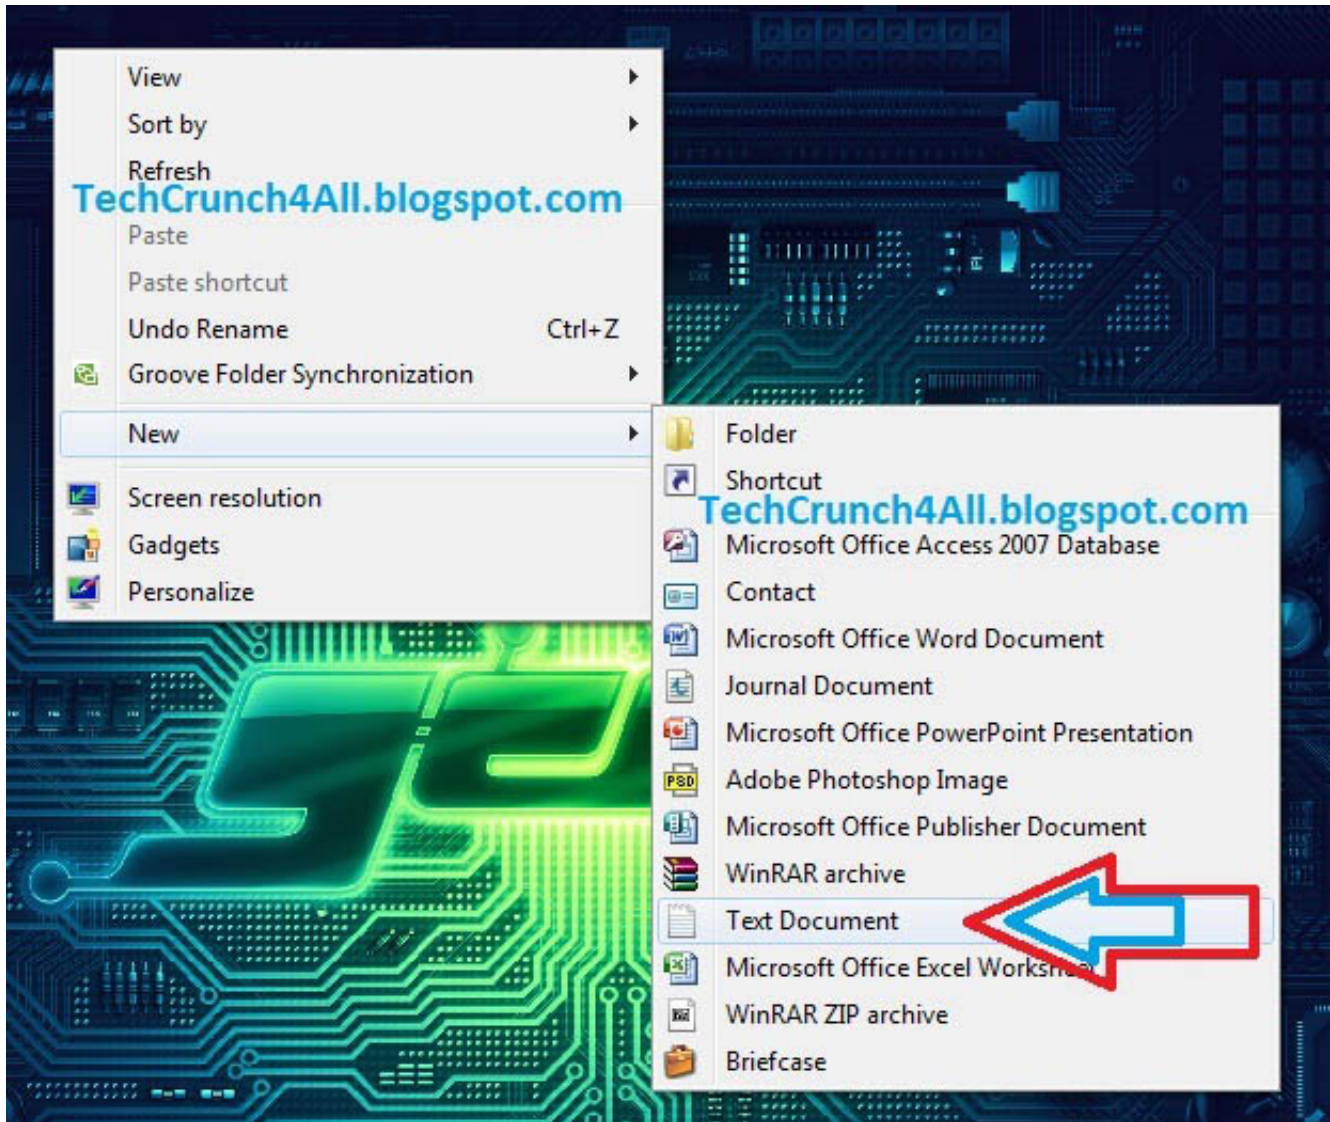 View
Sort by
Refresh
TechCrunch4All.blogspot.com
Paste
Paste shortcut
Undo Rename Ctrl+Z
Groove Folder Synchronization
New
Screen resolution
Gadgets
Personalize
Folder
Shortcut
TechCrunch4All.blogspot.com
Microsoft Office Access 2007 Database
Contact
Microsoft Office Word Document
Journal Document
Microsoft Office PowerPoint Presentation
PSD Adobe Photoshop Image
Microsoft Office Publisher Document
WinRAR archive
Text Document
Microsoft Office Excel Worksheet
WinRAR ZIP archive
Briefcase